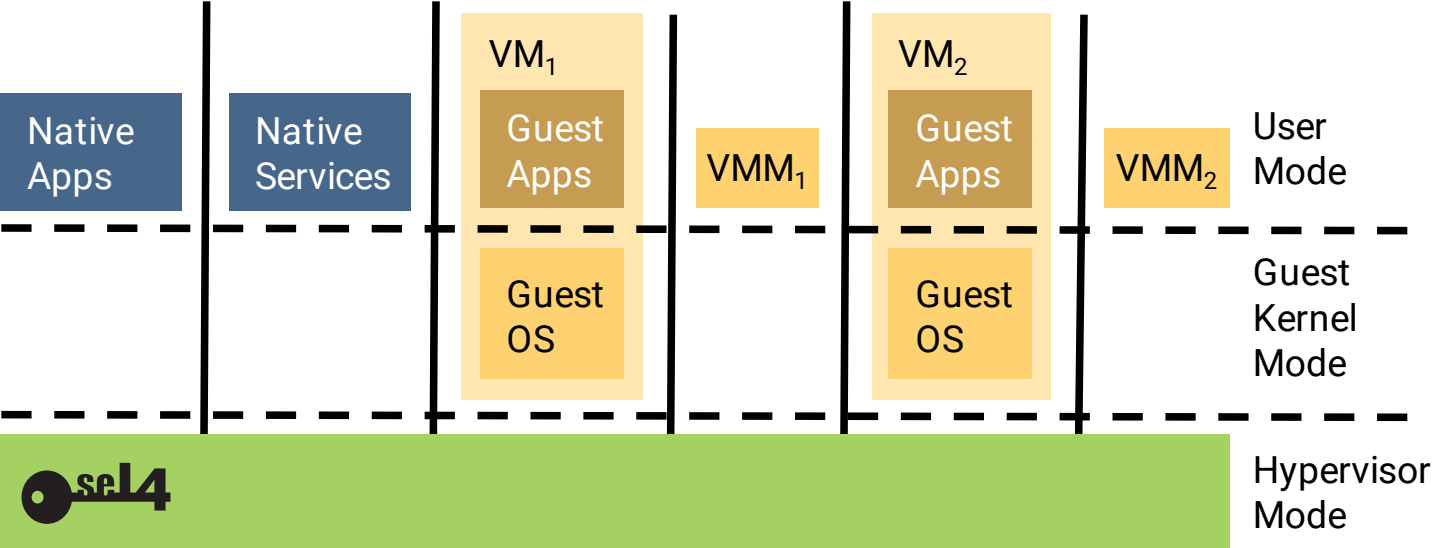 VM₁
VM₂
Native
Apps
Native
Services
Guest
Apps
VMM₁
Guest
Apps
VMM₂
User
Mode
Guest
OS
Guest
OS
Guest
Kernel
Mode
seL4
Hypervisor
Mode